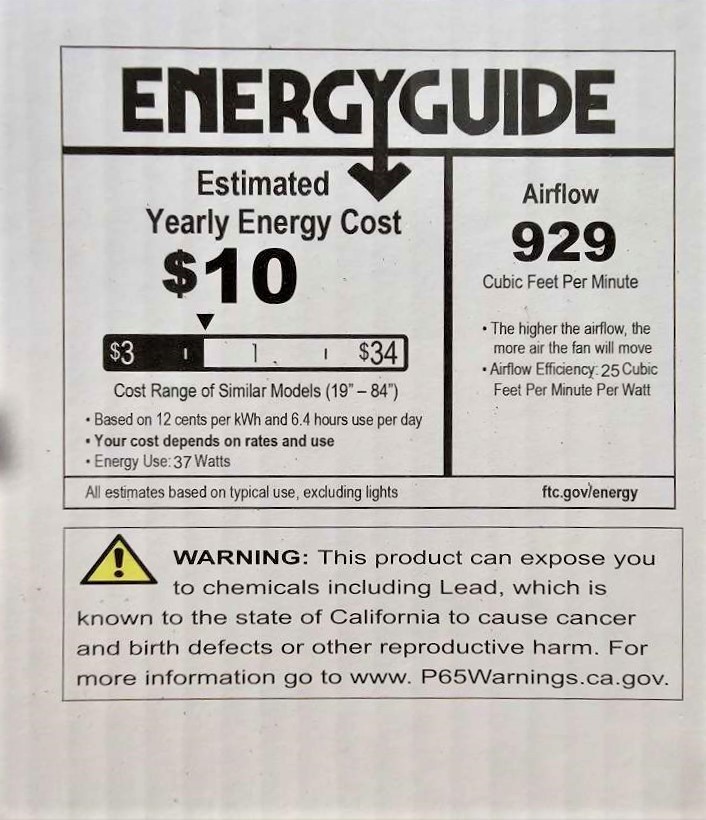 ENERGYGUIDE
Estimated
Yearly Energy Cost
$10
$3 $34
Cost Range of Similar Models (19" – 84")
• Based on 12 cents per kWh and 6.4 hours use per day
• Your cost depends on rates and use
• Energy Use: 37 Watts
Airflow
929
Cubic Feet Per Minute
• The higher the airflow, the
more air the fan will move
• Airflow Efficiency: 25 Cubic
Feet Per Minute Per Watt
All estimates based on typical use, excluding lights
ftc.gov/energy
WARNING: This product can expose you
to chemicals including Lead, which is
known to the state of California to cause cancer
and birth defects or other reproductive harm. For
more information go to www. P65Warnings.ca.gov.